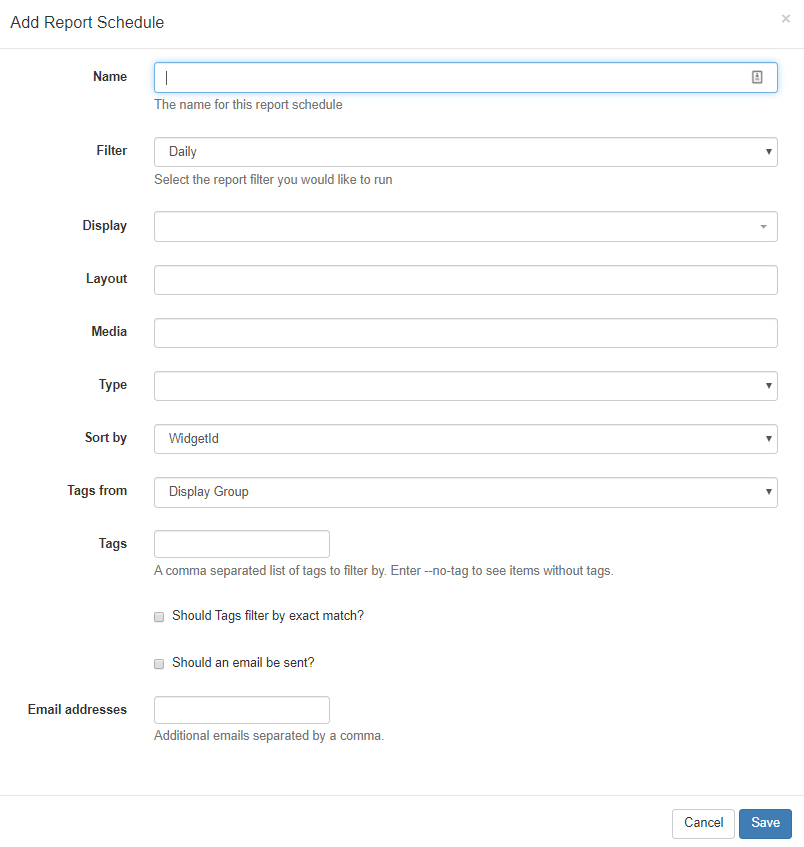 Add Report Schedule
×
Name
The name for this report schedule
Filter
Daily
Select the report filter you would like to run
Display
Layout
Media
Type
Sort by
WidgetId
Tags from
Display Group
Tags
A comma separated list of tags to filter by. Enter --no-tag to see items without tags.
Should Tags filter by exact match?
Should an email be sent?
Email addresses
Additional emails separated by a comma.
Cancel
Save